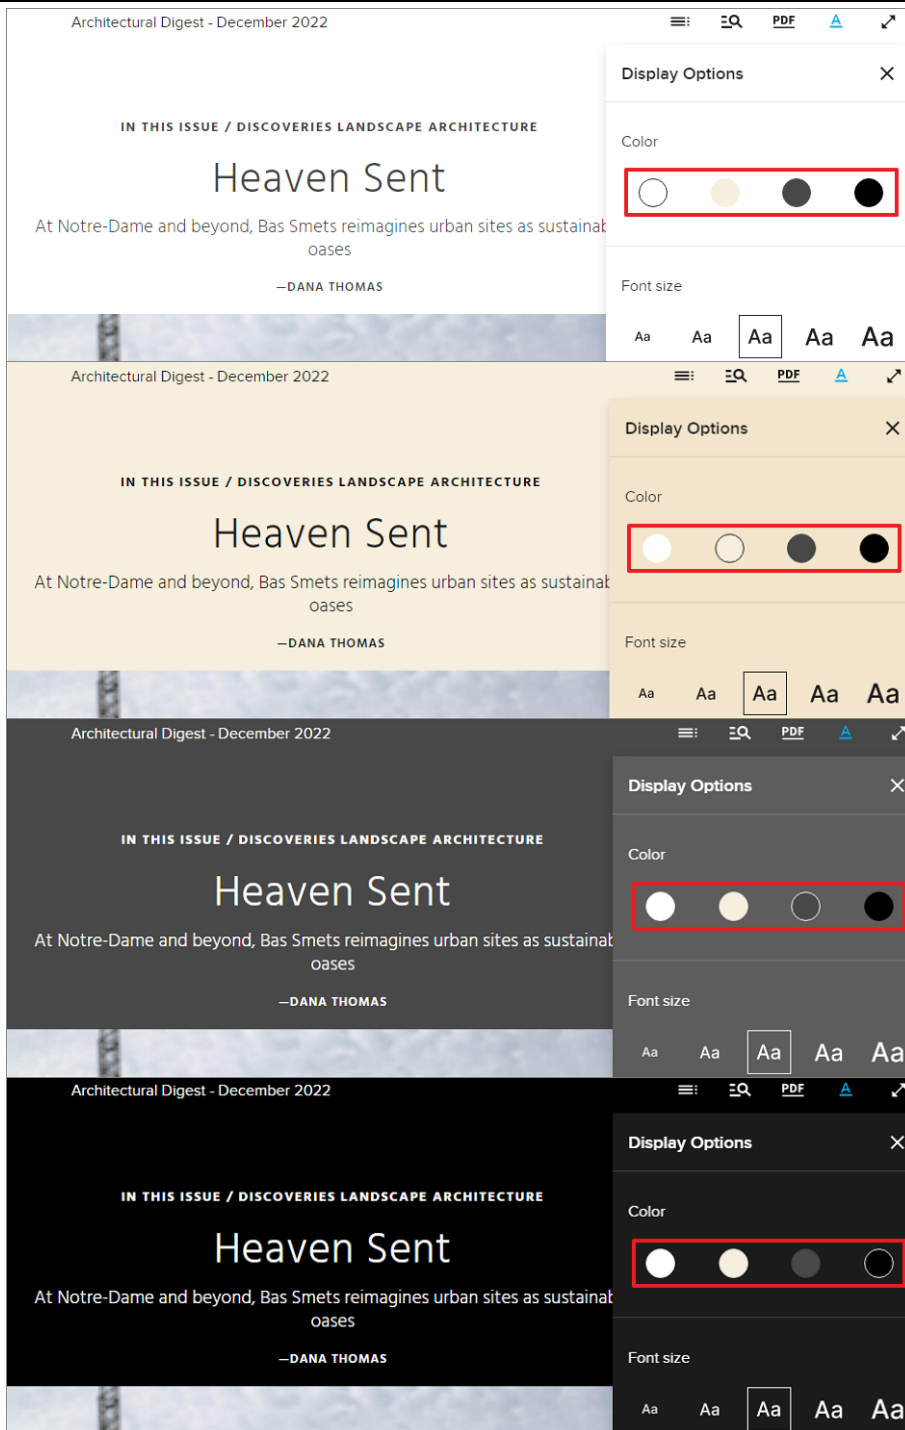 Architectural Digest - December 2022
PDF A
Display Options
IN THIS ISSUE / DISCOVERIES LANDSCAPE ARCHITECTURE
Color
Heaven Sent
At Notre-Dame and beyond, Bas Smets reimagines urban sites as
oases
—DANA THOMAS
Font size
Aa Aa Aa Aa Aa
Architectural Digest - December 2022
PDF A
Display Options
IN THIS ISSUE / DISCOVERIES LANDSCAPE ARCHITECTURE
Color
Heaven Sent
At Notre-Dame and beyond, Bas Smets reimagines urban sites as
oases
—DANA THOMAS
Font size
Aa Aa Aa Aa Aa
Architectural Digest - December 2022
PDF A
Display Options
IN THIS ISSUE / DISCOVERIES LANDSCAPE ARCHITECTURE
Color
Heaven Sent
At Notre-Dame and beyond, Bas Smets reimagines urban sites as
oases
—DANA THOMAS
Font size
Aa Aa Aa Aa Aa
Architectural Digest - December 2022
PDF A
Display Options
IN THIS ISSUE / DISCOVERIES LANDSCAPE ARCHITECTURE
Color
Heaven Sent
At Notre-Dame and beyond, Bas Smets reimagines urban sites as
oases
—DANA THOMAS
Font size
Aa Aa Aa Aa Aa